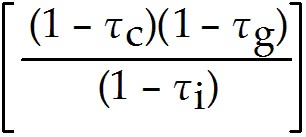 [ (1 – τc)(1 – τg)
(1 – τi) ]